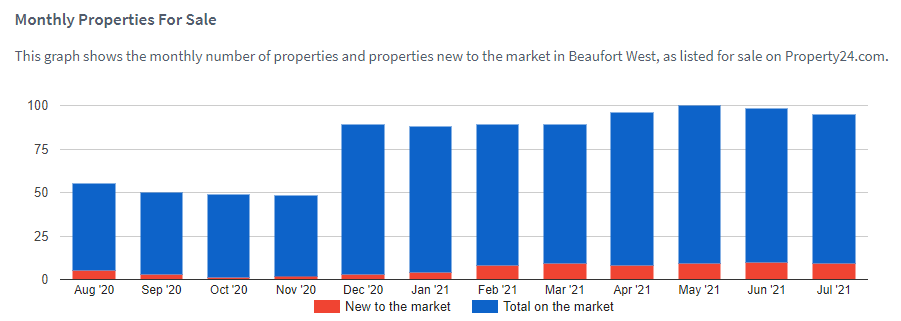 Monthly Properties For Sale
This graph shows the monthly number of properties and properties new to the market in Beaufort West, as listed for sale on Property24.com.
100
75
50
25
0
Aug '20 Sep '20 Oct '20 Nov '20 Dec '20 Jan '21 Feb '21 Mar '21 Apr '21 May '21 Jun '21 Jul '21
New to the market Total on the market